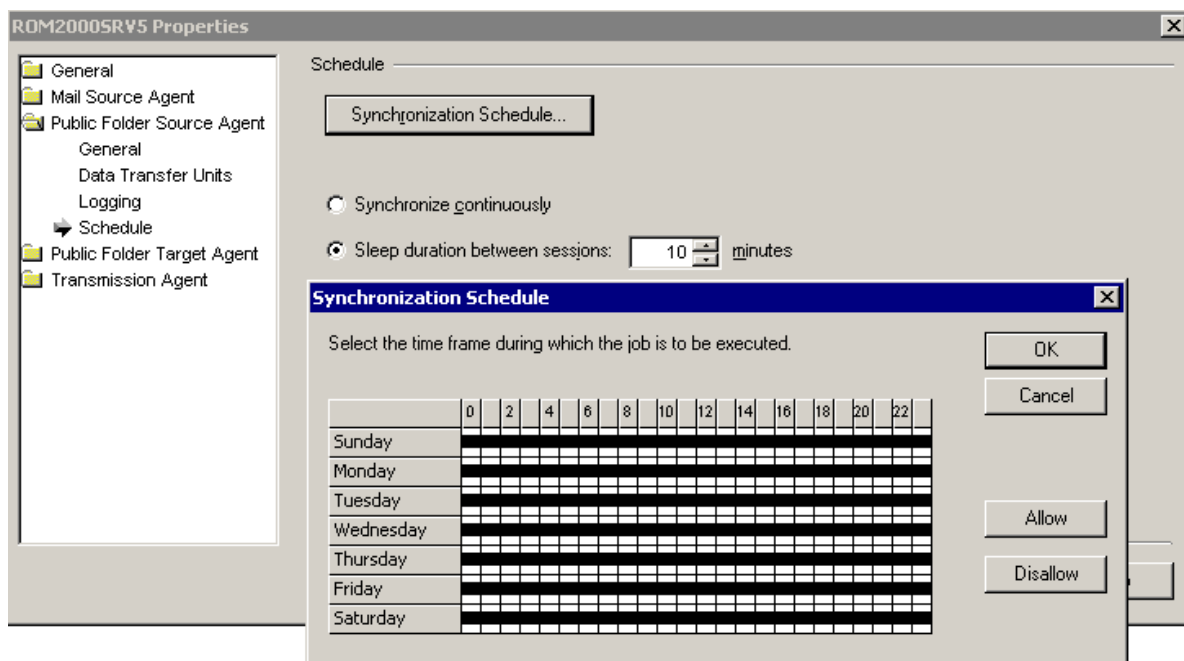 ROM2000SRV5 Properties
General
Mail Source Agent
Public Folder Source Agent
General
Data Transfer Units
Logging
Schedule
Public Folder Target Agent
Transmission Agent
Schedule
Synchronization Schedule...
Synchronize continuously
Sleep duration between sessions: 10 minutes
Synchronization Schedule
Select the time frame during which the job is to be executed.
OK
Cancel
0 2 4 6 8 10 12 14 16 18 20 22
Sunday
Monday
Tuesday
Wednesday
Thursday
Friday
Saturday
Allow
Disallow